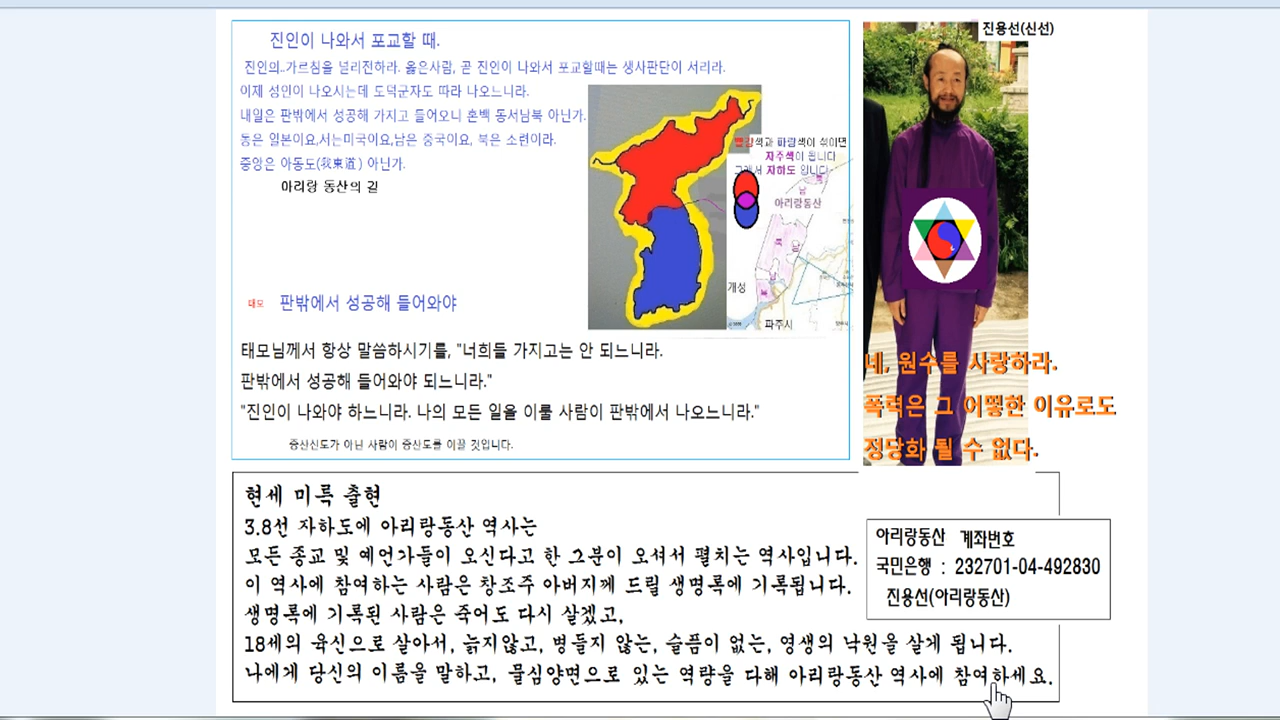 진인이 나와서 포교할 때.
진인의..가르침을 널리전하라. 옳은사람, 곧 진인이 나와서 포교할때는 생사판단이 서리라.
이제 성인이 나오시는데 도덕군자도 따라 나오느니라.
내일은 판밖에서 성공해 가지고 들어오니 혼백 동서남북 아닌가.
동은 일본이요,서는미국이요,남은 중국이요, 북은 소련이라.
중앙은 아동도(我東道) 아닌가.
아리랑 동산의 길
빨강색과 파랑색이 섞이면
자주색이 됩니다
그래서 자하도 입니다
북
남
아리랑동산
개성
파주시
대모 판밖에서 성공해 들어와야
태모님께서 항상 말씀하시기를, "너희들 가지고는 안 되느니라.
판밖에서 성공해 들어와야 되느니라."
"진인이 나와야 하느니라. 나의 모든 일을 이룰 사람이 판밖에서 나오느니라."
증산신도가 아닌 사람이 증산도를 이끌 것입니다.
진용선(신선)
네, 원수를 사랑하라.
폭력은 그 어떻한 이유로도
정당화 될 수 없다.
현세 미륵 출현
3.8선 자하도에 아리랑동산 역사는
모든 종교 및 예언가들이 오신다고 한 그분이 오셔서 펼치는 역사입니다.
이 역사에 참여하는 사람은 창조주 아버지께 드릴 생명록에 기록됩니다.
생명록에 기록된 사람은 죽어도 다시 살겠고,
18세의 육신으로 살아서, 늙지않고, 병들지 않는, 슬픔이 없는, 영생의 낙원을 살게 됩니다.
나에게 당신의 이름을 말하고, 물심양면으로 있는 역량을 다해 아리랑동산 역사에 참여하세요.
아리랑동산 계좌번호
국민은행 : 232701-04-492830
진용선(아리랑동산)